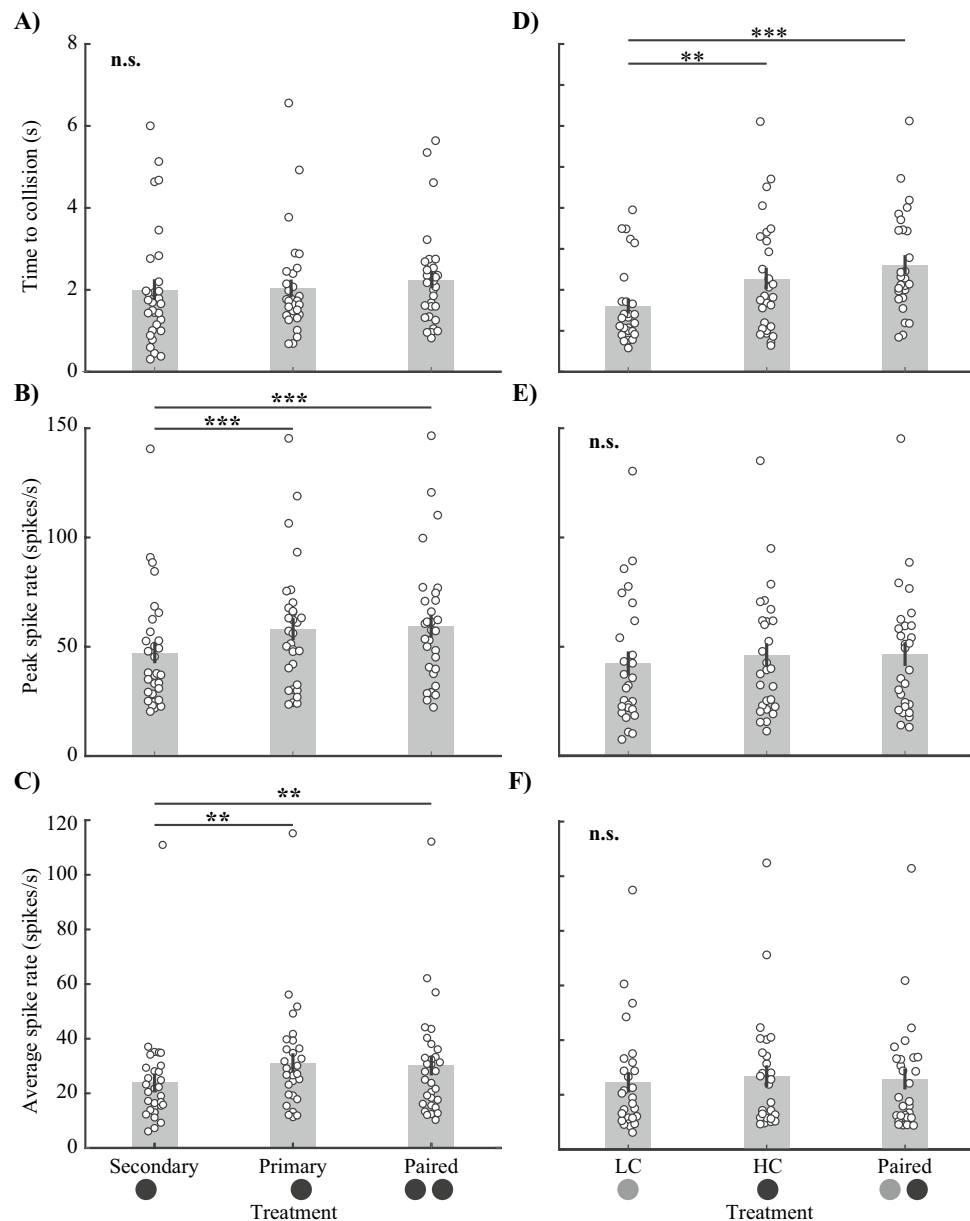 A)
Time to collision (s)
8
6
4
2
0
n.s.
D)
***
**
B)
Peak spike rate (spikes/s)
150
100
50
0
***
***
E)
n.s.
C)
Average spike rate (spikes/s)
120
100
80
60
40
20
0
**
**
Secondary Primary Paired
Treatment
F)
n.s.
LC HC Paired
Treatment